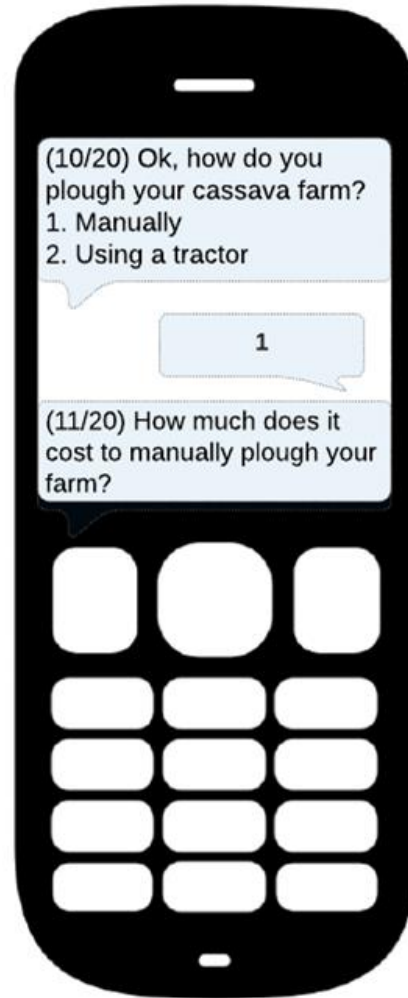 (10/20) Ok, how do you
plough your cassava farm?
1. Manually
2. Using a tractor
1
(11/20) How much does it
cost to manually plough your
farm?